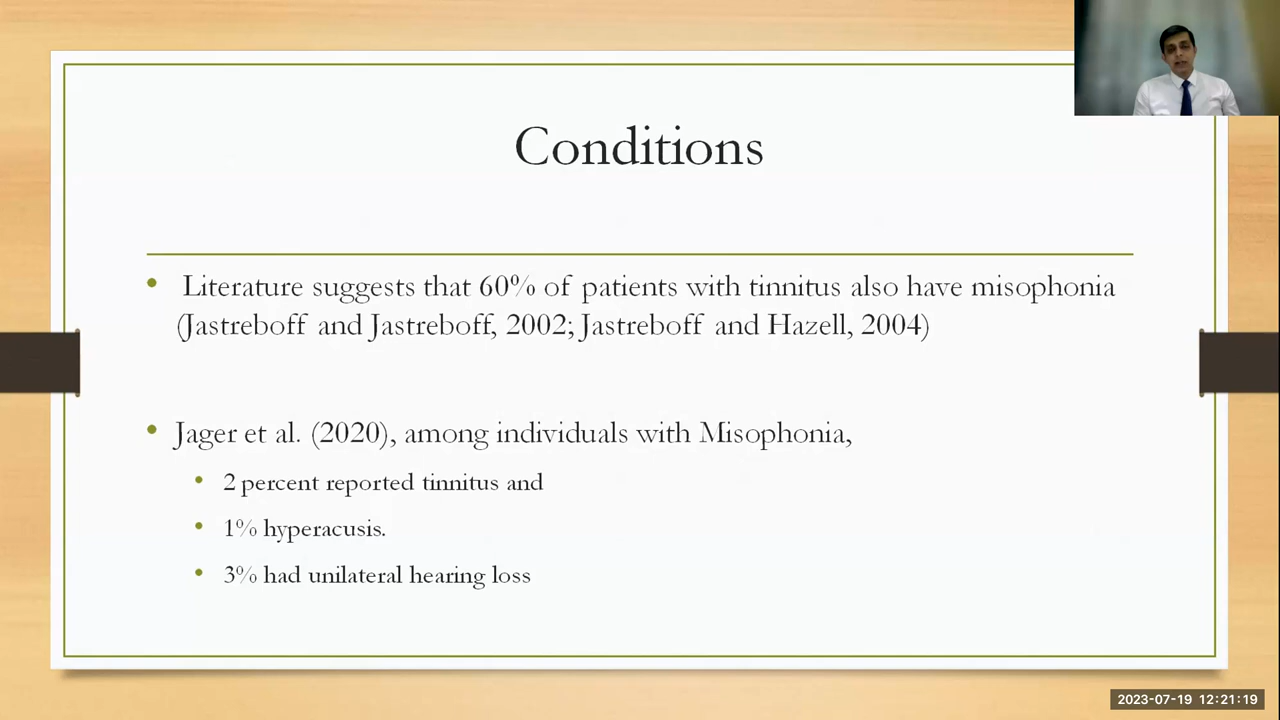 Conditions
• Literature suggests that 60% of patients with tinnitus also have misophonia
(Jastreboff and Jastreboff, 2002; Jastreboff and Hazell, 2004)
• Jager et al. (2020), among individuals with Misophonia,
• 2 percent reported tinnitus and
• 1% hyperacusis.
• 3% had unilateral hearing loss
2023-07-19 12:21:19